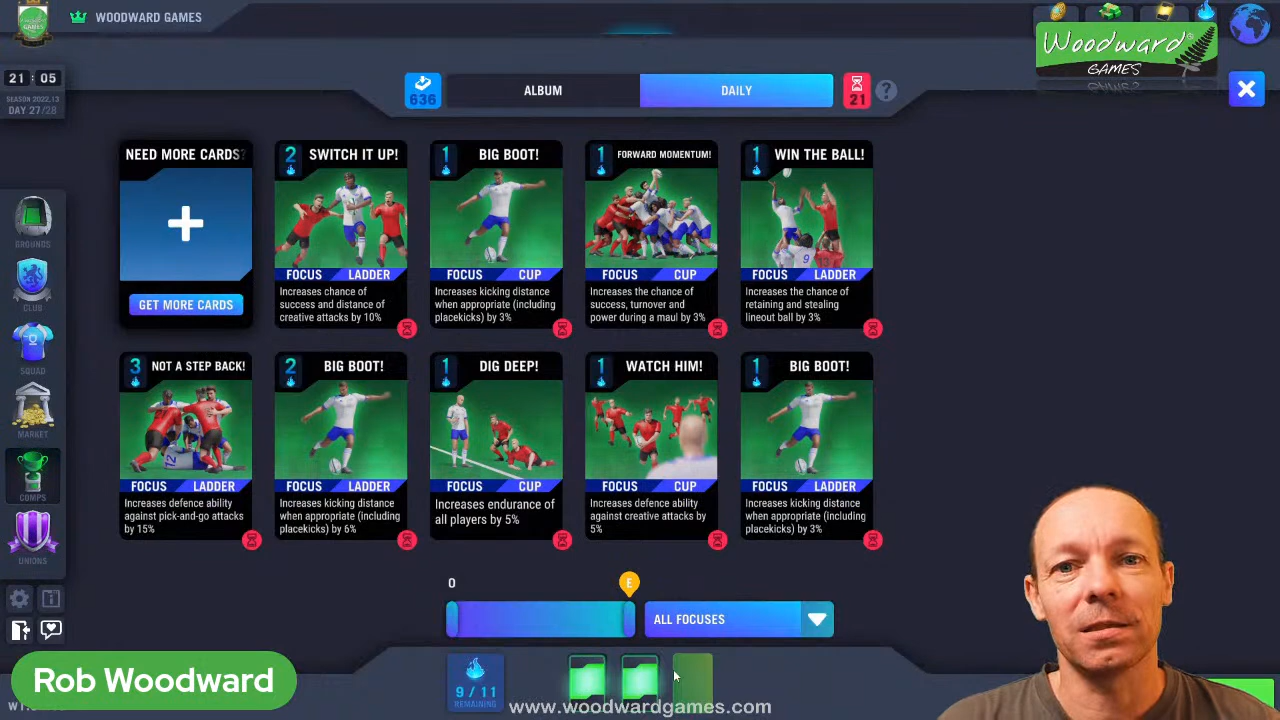 WOODWARD GAMES
Woodward®
GAMES
21 : 05
SEASON 2022.13
DAY 27/28
636
ALBUM
DAILY
21
?
GROUNDS
CLUB
SQUAD
MARKET
COMPS
UNIONS
NEED MORE CARDS?
GET MORE CARDS
2 SWITCH IT UP!
FOCUS LADDER
Increases chance of
success and distance of
creative attacks by 10%
1 BIG BOOT!
FOCUS CUP
Increases kicking distance
when appropriate (including
placekicks) by 3%
1 FORWARD MOMENTUM!
FOCUS CUP
Increases the chance of
success, turnover and
power during a maul by 3%
1 WIN THE BALL!
9
FOCUS LADDER
Increases the chance of
retaining and stealing
lineout ball by 3%
3 NOT A STEP BACK!
12
FOCUS LADDER
Increases defence ability
against pick-and-go attacks
by 15%
2 BIG BOOT!
FOCUS LADDER
Increases kicking distance
when appropriate (including
placekicks) by 6%
1 DIG DEEP!
FOCUS CUP
Increases endurance of
all players by 5%
1 WATCH HIM!
FOCUS CUP
Increases defence ability
against creative attacks by
5%
1 BIG BOOT!
FOCUS LADDER
Increases kicking distance
when appropriate (including
placekicks) by 3%
0
E
ALL FOCUSES
9 / 11
REMAINING
Rob Woodward
www.woodwardgames.com